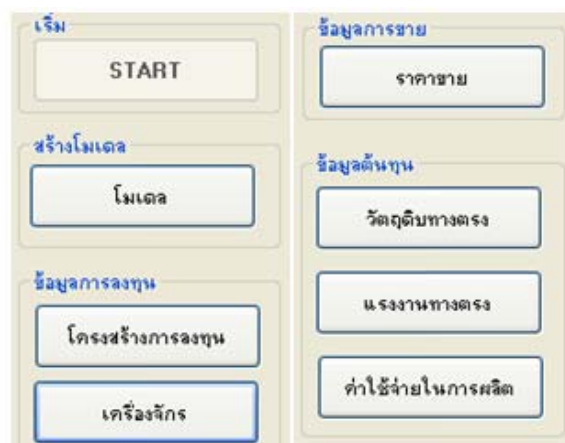 เริ่ม
START
สร้างโมเดล
โมเดล
ข้อมูลการลงทุน
โครงสร้างการลงทุน
เครื่องจักร
ข้อมูลการขาย
ราคาขาย
ข้อมูลต้นทุน
วัตถุดิบทางตรง
แรงงานทางตรง
ค่าใช้จ่ายในการผลิต